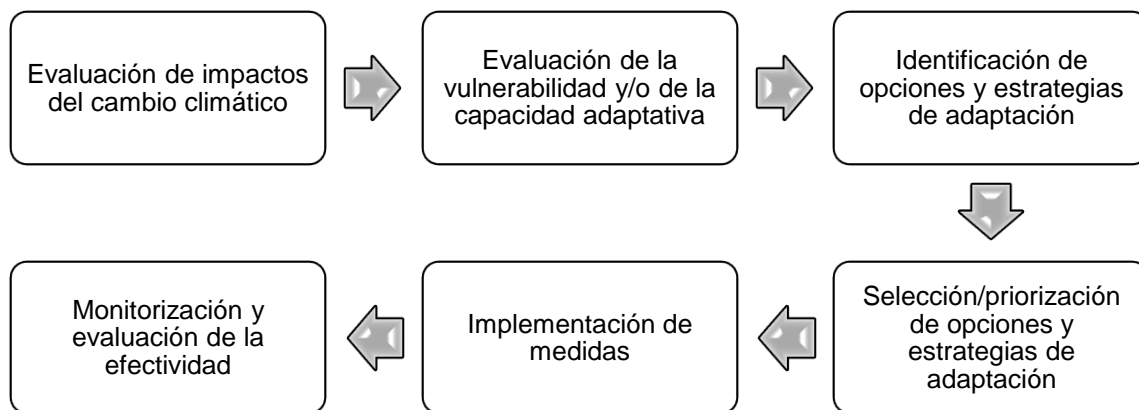 Evaluación de impactos
del cambio climático
Evaluación de la
vulnerabilidad y/o de la
capacidad adaptativa
Identificación de
opciones y estrategias
de adaptación
Selección/priorización
de opciones y
estrategias de
adaptación
Implementación de
medidas
Monitorización y
evaluación de la
efectividad